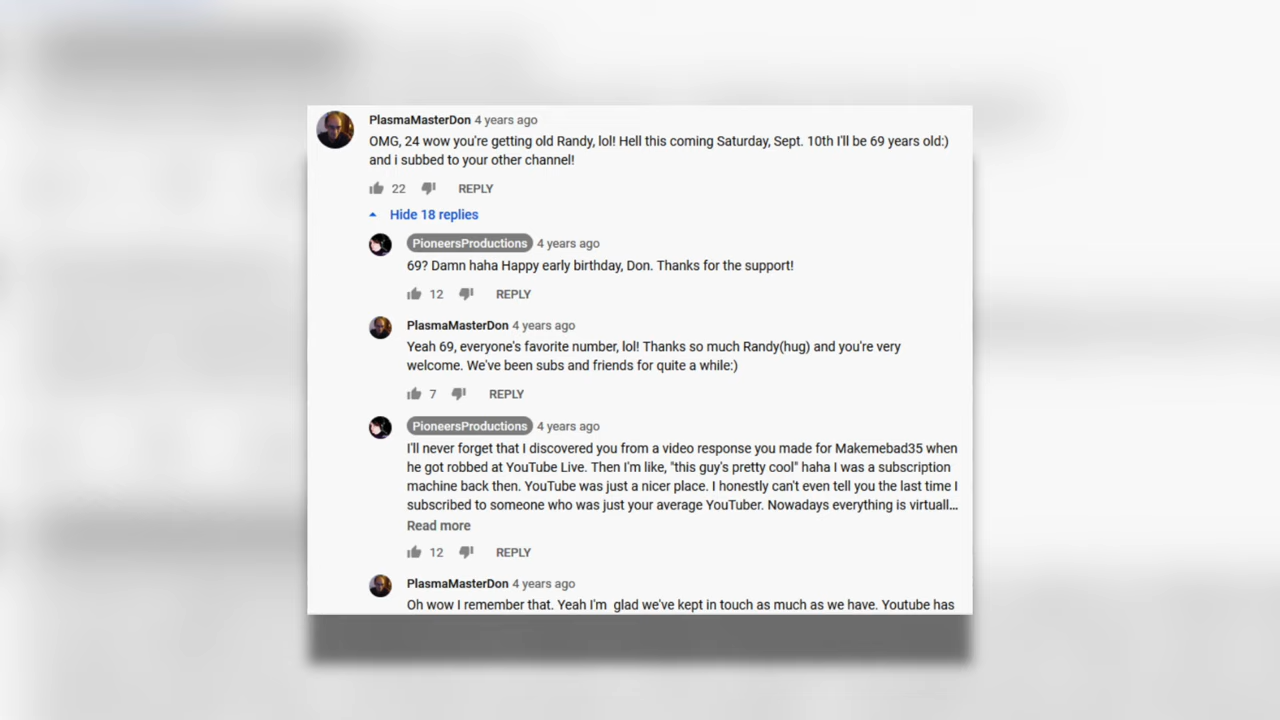 PlasmaMasterDon 4 years ago
OMG, 24 wow you're getting old Randy, lol! Hell this coming Saturday, Sept. 10th I'll be 69 years old:)
and i subbed to your other channel!
22 REPLY
Hide 18 replies
PioneersProductions 4 years ago
69? Damn haha Happy early birthday, Don. Thanks for the support!
12 REPLY
PlasmaMasterDon 4 years ago
Yeah 69, everyone's favorite number, lol! Thanks so much Randy(hug) and you're very
welcome. We've been subs and friends for quite a while:)
7 REPLY
PioneersProductions 4 years ago
I'll never forget that I discovered you from a video response you made for Makemebad35 when
he got robbed at YouTube Live. Then I'm like, "this guy's pretty cool" haha I was a subscription
machine back then. YouTube was just a nicer place. I honestly can't even tell you the last time I
subscribed to someone who was just your average YouTuber. Nowadays everything is virtuall...
Read more
12 REPLY
PlasmaMasterDon 4 years ago
Oh wow I remember that. Yeah I'm glad we've kept in touch as much as we have. Youtube has